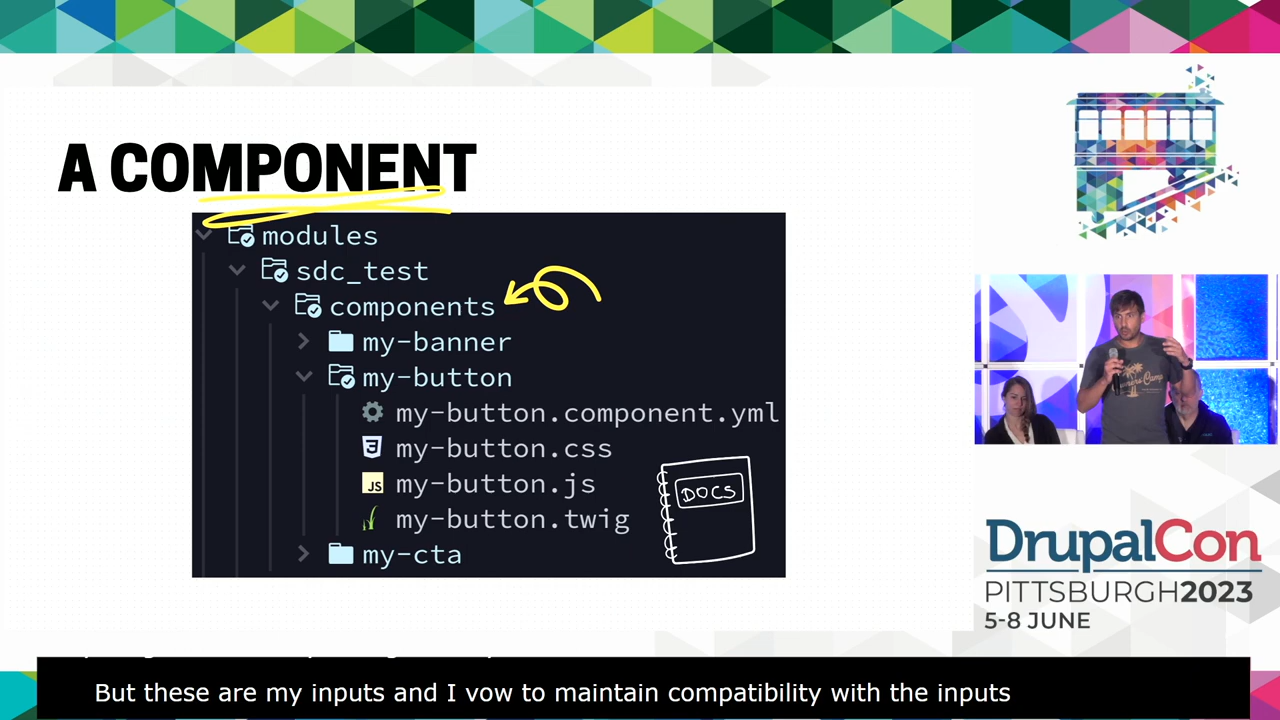 A COMPONENT
modules
sdc_test
components
my-banner
my-button
my-button.component.yml
my-button.css
JS my-button.js
my-button.twig
my-cta
DOCS
DrupalCon
PITTSBURGH2023
5-8 JUNE
But these are my inputs and I vow to maintain compatibility with the inputs